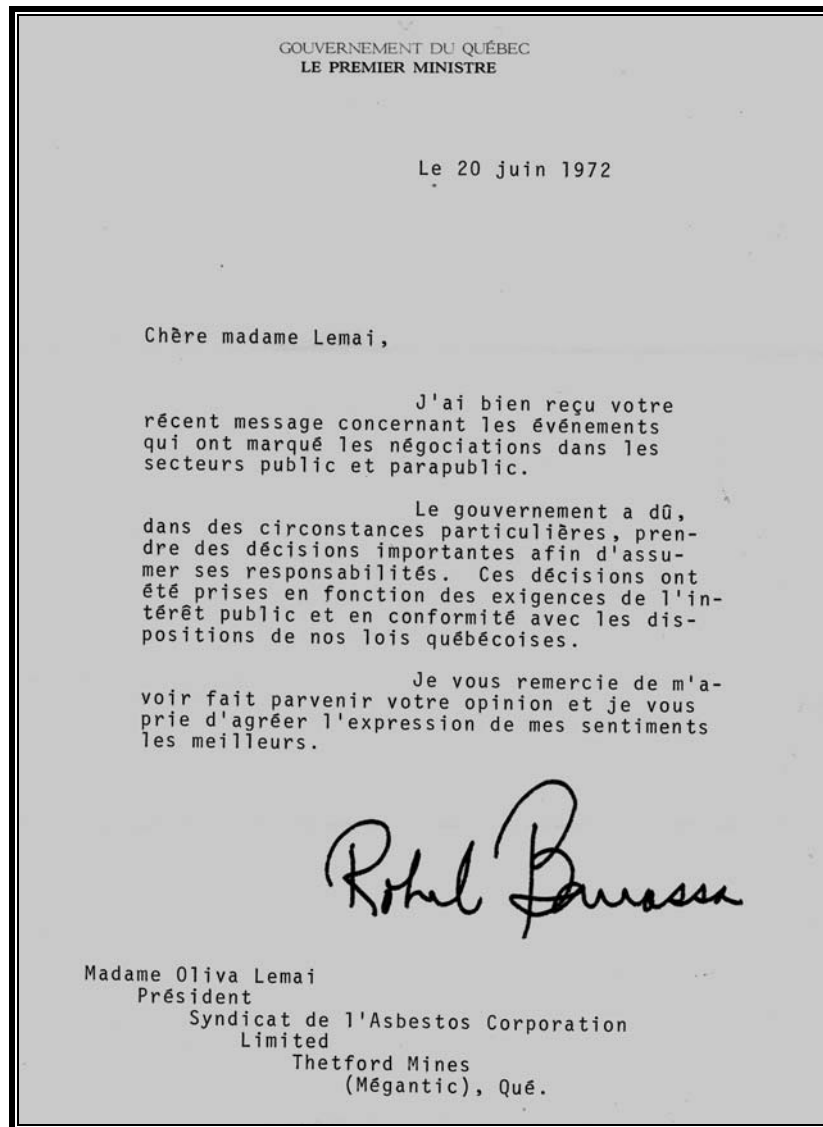 GOUVERNEMENT DU QUÉBEC
LE PREMIER MINISTRE
Le 20 juin 1972
Chère madame Lemai,
J'ai bien reçu votre
récent message concernant les événements
qui ont marqué les négociations dans les
secteurs public et parapublic.
Le gouvernement a dû,
dans des circonstances particulières, pren-
dre des décisions importantes afin d'assu-
mer ses responsabilités. Ces décisions ont
été prises en fonction des exigences de l'in-
térêt public et en conformité avec les dis-
positions de nos lois québécoises.
Je vous remercie de m'a-
voir fait parvenir votre opinion et je vous
prie d'agréer l'expression de mes sentiments
les meilleurs.
Robert Bourassa
Madame Oliva Lemai
Président
Syndicat de l'Asbestos Corporation
Limited
Thetford Mines
(Mégantic), Qué.